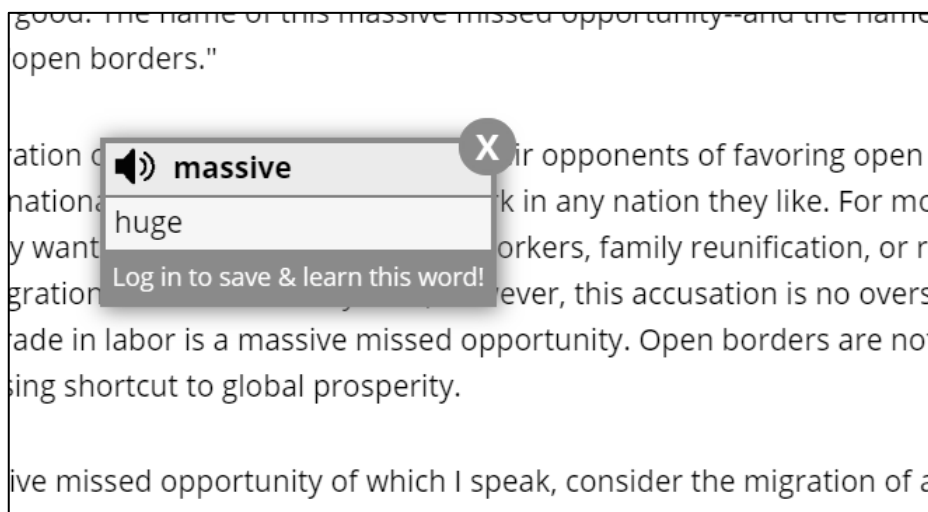 good. The name of this massive missed opportunity--and the name
open borders."
ration
massive
X
ir opponents of favoring open
nationa
k in any nation they like. For mo
huge
y want
orkers, family reunification, or r
Log in to save & learn this word!
gration
ever, this accusation is no overs
rade in labor is a massive missed opportunity. Open borders are not
sing shortcut to global prosperity.
ive missed opportunity of which I speak, consider the migration of a